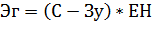 Эг = (С – Зу) * ЕН